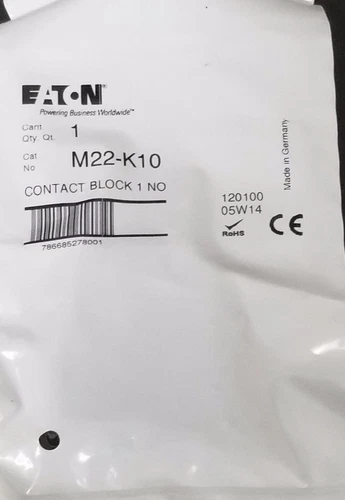 EATON
Powering Business Worldwide™
Cant
Qty. Qt. 1
Cat
No M22-K10
CONTACT BLOCK 1 NO
786685278001
120100
05W14
RoHS
CE
Made in Germany